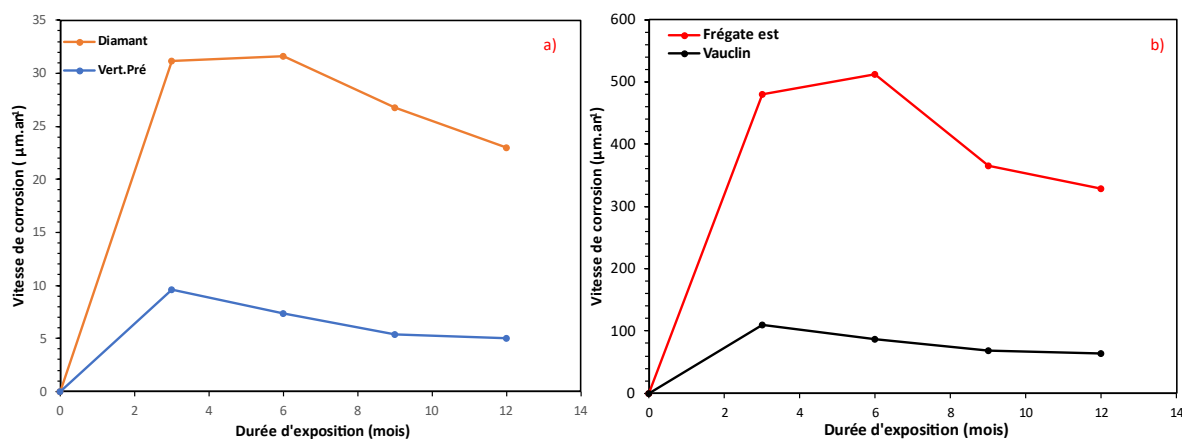 a)
Diamant
Vert.Pré
Vitesse de corrosion ( µm.an¹)
35
30
25
20
15
10
5
0
0 2 4 6 8 10 12 14
Durée d'exposition (mois)
b)
Frégate est
Vauclin
Vitesse de corrosion (µm.an¹)
600
500
400
300
200
100
0
0 2 4 6 8 10 12 14
Durée d'exposition (mois)